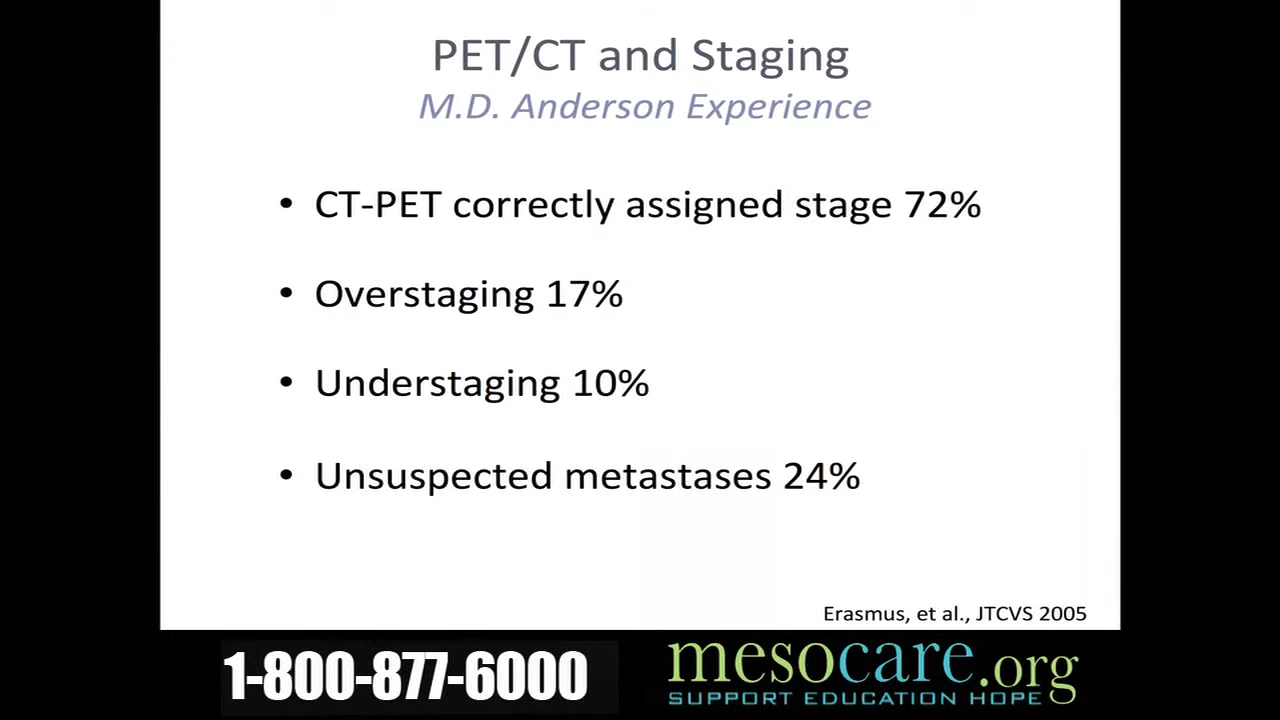 PET/CT and Staging
M.D. Anderson Experience
• CT-PET correctly assigned stage 72%
• Overstaging 17%
• Understaging 10%
• Unsuspected metastases 24%
Erasmus, et al., JTCVS 2005
1-800-877-6000
mesocare.org
SUPPORT EDUCATION HOPE